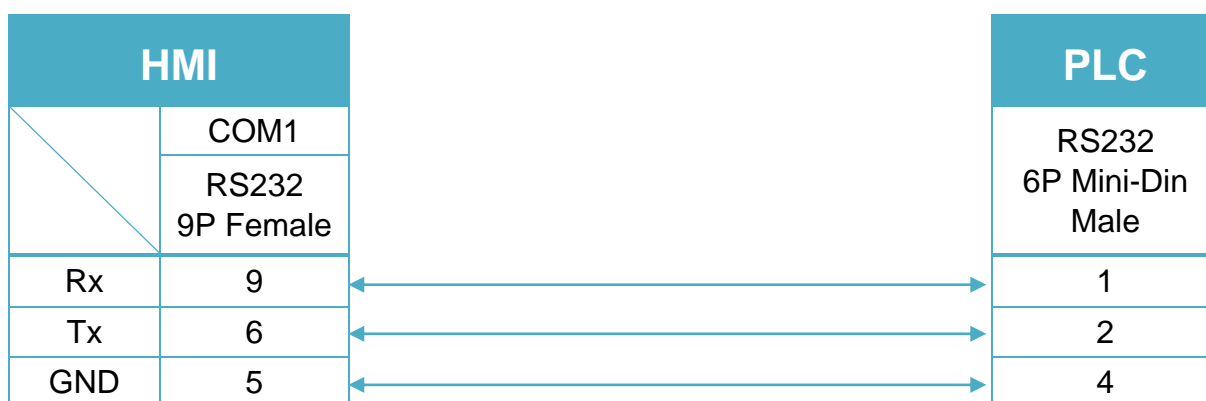 HMI
PLC
COM1
RS232
9P Female
RS232
6P Mini-Din
Male
Rx 9 1
Tx 6 2
GND 5 4